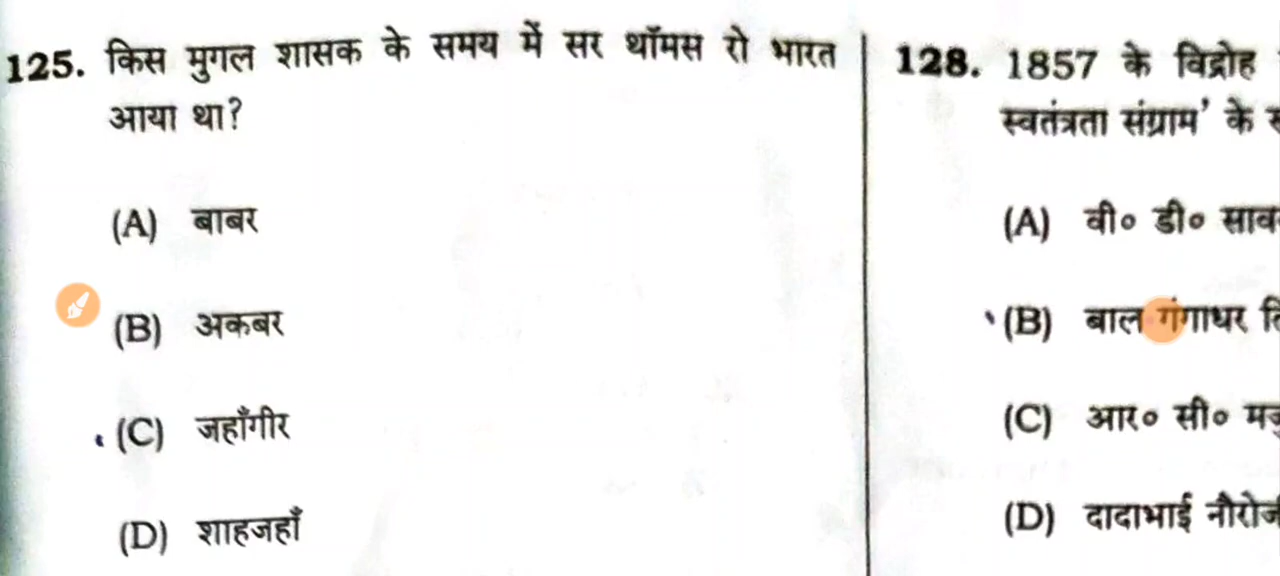 125. किस मुगल शासक के समय में सर थॉमस रो भारत
आया था?
(A) बाबर
(B) अकबर
(C) जहाँगीर
(D) शाहजहाँ
128. 1857 के विद्रोह
स्वतंत्रता संग्राम' के
(A) वी० डी०
(B) बाल गंगाधर
(C) आर० सी०
(D) दादाभाई